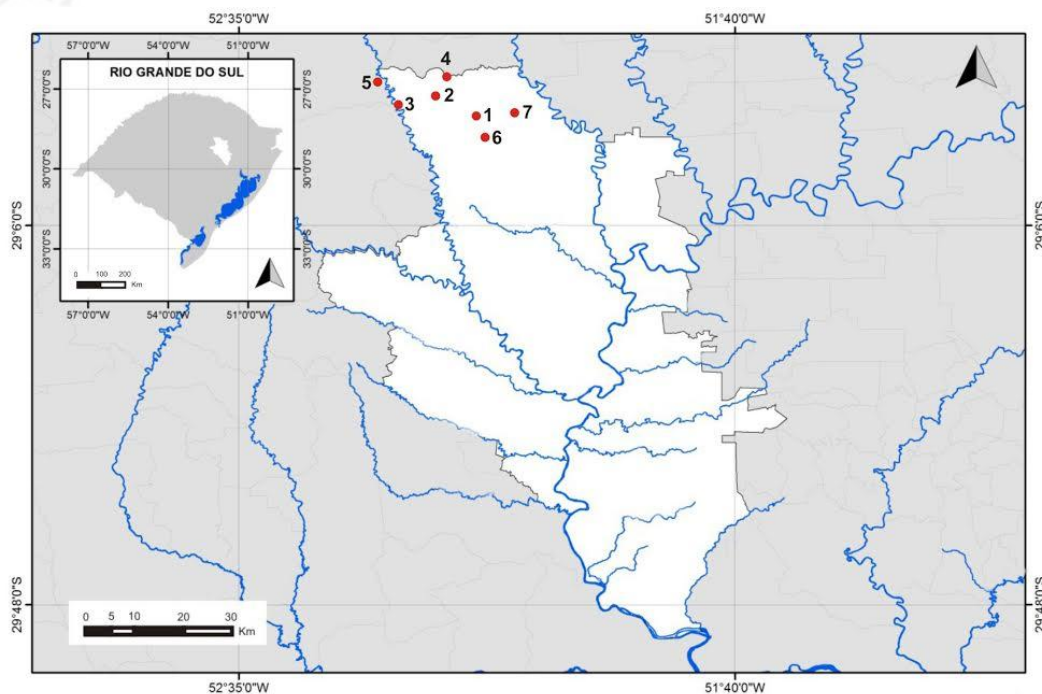 52°35'0"W 51°40'0"W
57°0'0"W 54°0'0"W 51°0'0"W
RIO GRANDE DO SUL
27°0'0"S 27°0'0"S
30°0'0"S 30°0'0"S
33°0'0"S 33°0'0"S
0 100 200
Km
57°0'0"W 54°0'0"W 51°0'0"W
4
5
2
3
1
7
6
29°6'0"S 29°6'0"S
29°48'0"S 29°48'0"S
0 5 10 20 30
Km
52°35'0"W 51°40'0"W